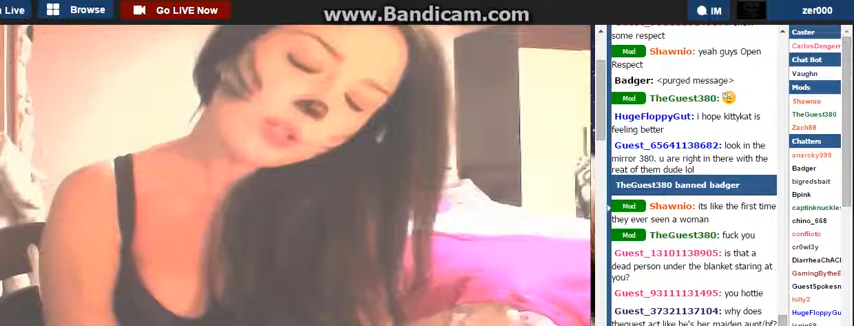 www.Bandicam.com
Live
Browse
Go LIVE Now
IM
zer000
some respect
Mod Shawnio: yeah guys Open
Respect
Badger: <purged message>
Mod TheGuest380:
HugeFloppyGut: i hope kittykat is
feeling better
Guest_65641138682: look in the
mirror 380. u are right in there with the
reat of them dude lol
TheGuest380 banned badger
Mod Shawnio: its like the first time
they ever seen a woman
Mod TheGuest380: fuck you
Guest_13101138905: is that a
dead person under the blanket staring at
you?
Guest_93111131495: you hottie
Guest_37321137104: why does
theguest act like he's her maiden aunt/bf?
Caster
CarlosDanger
Chat Bot
Vaughn
Mods
Shawnio
TheGuest380
Zach88
Chatters
anarcky999
Badger
bigredsbait
Bpink
captinknuckle
chino_668
conflicto
cr0wl3y
DiarrheaChACh
GamingBytheE
GuestSpokesn
hilty2
HugeFloppyGu